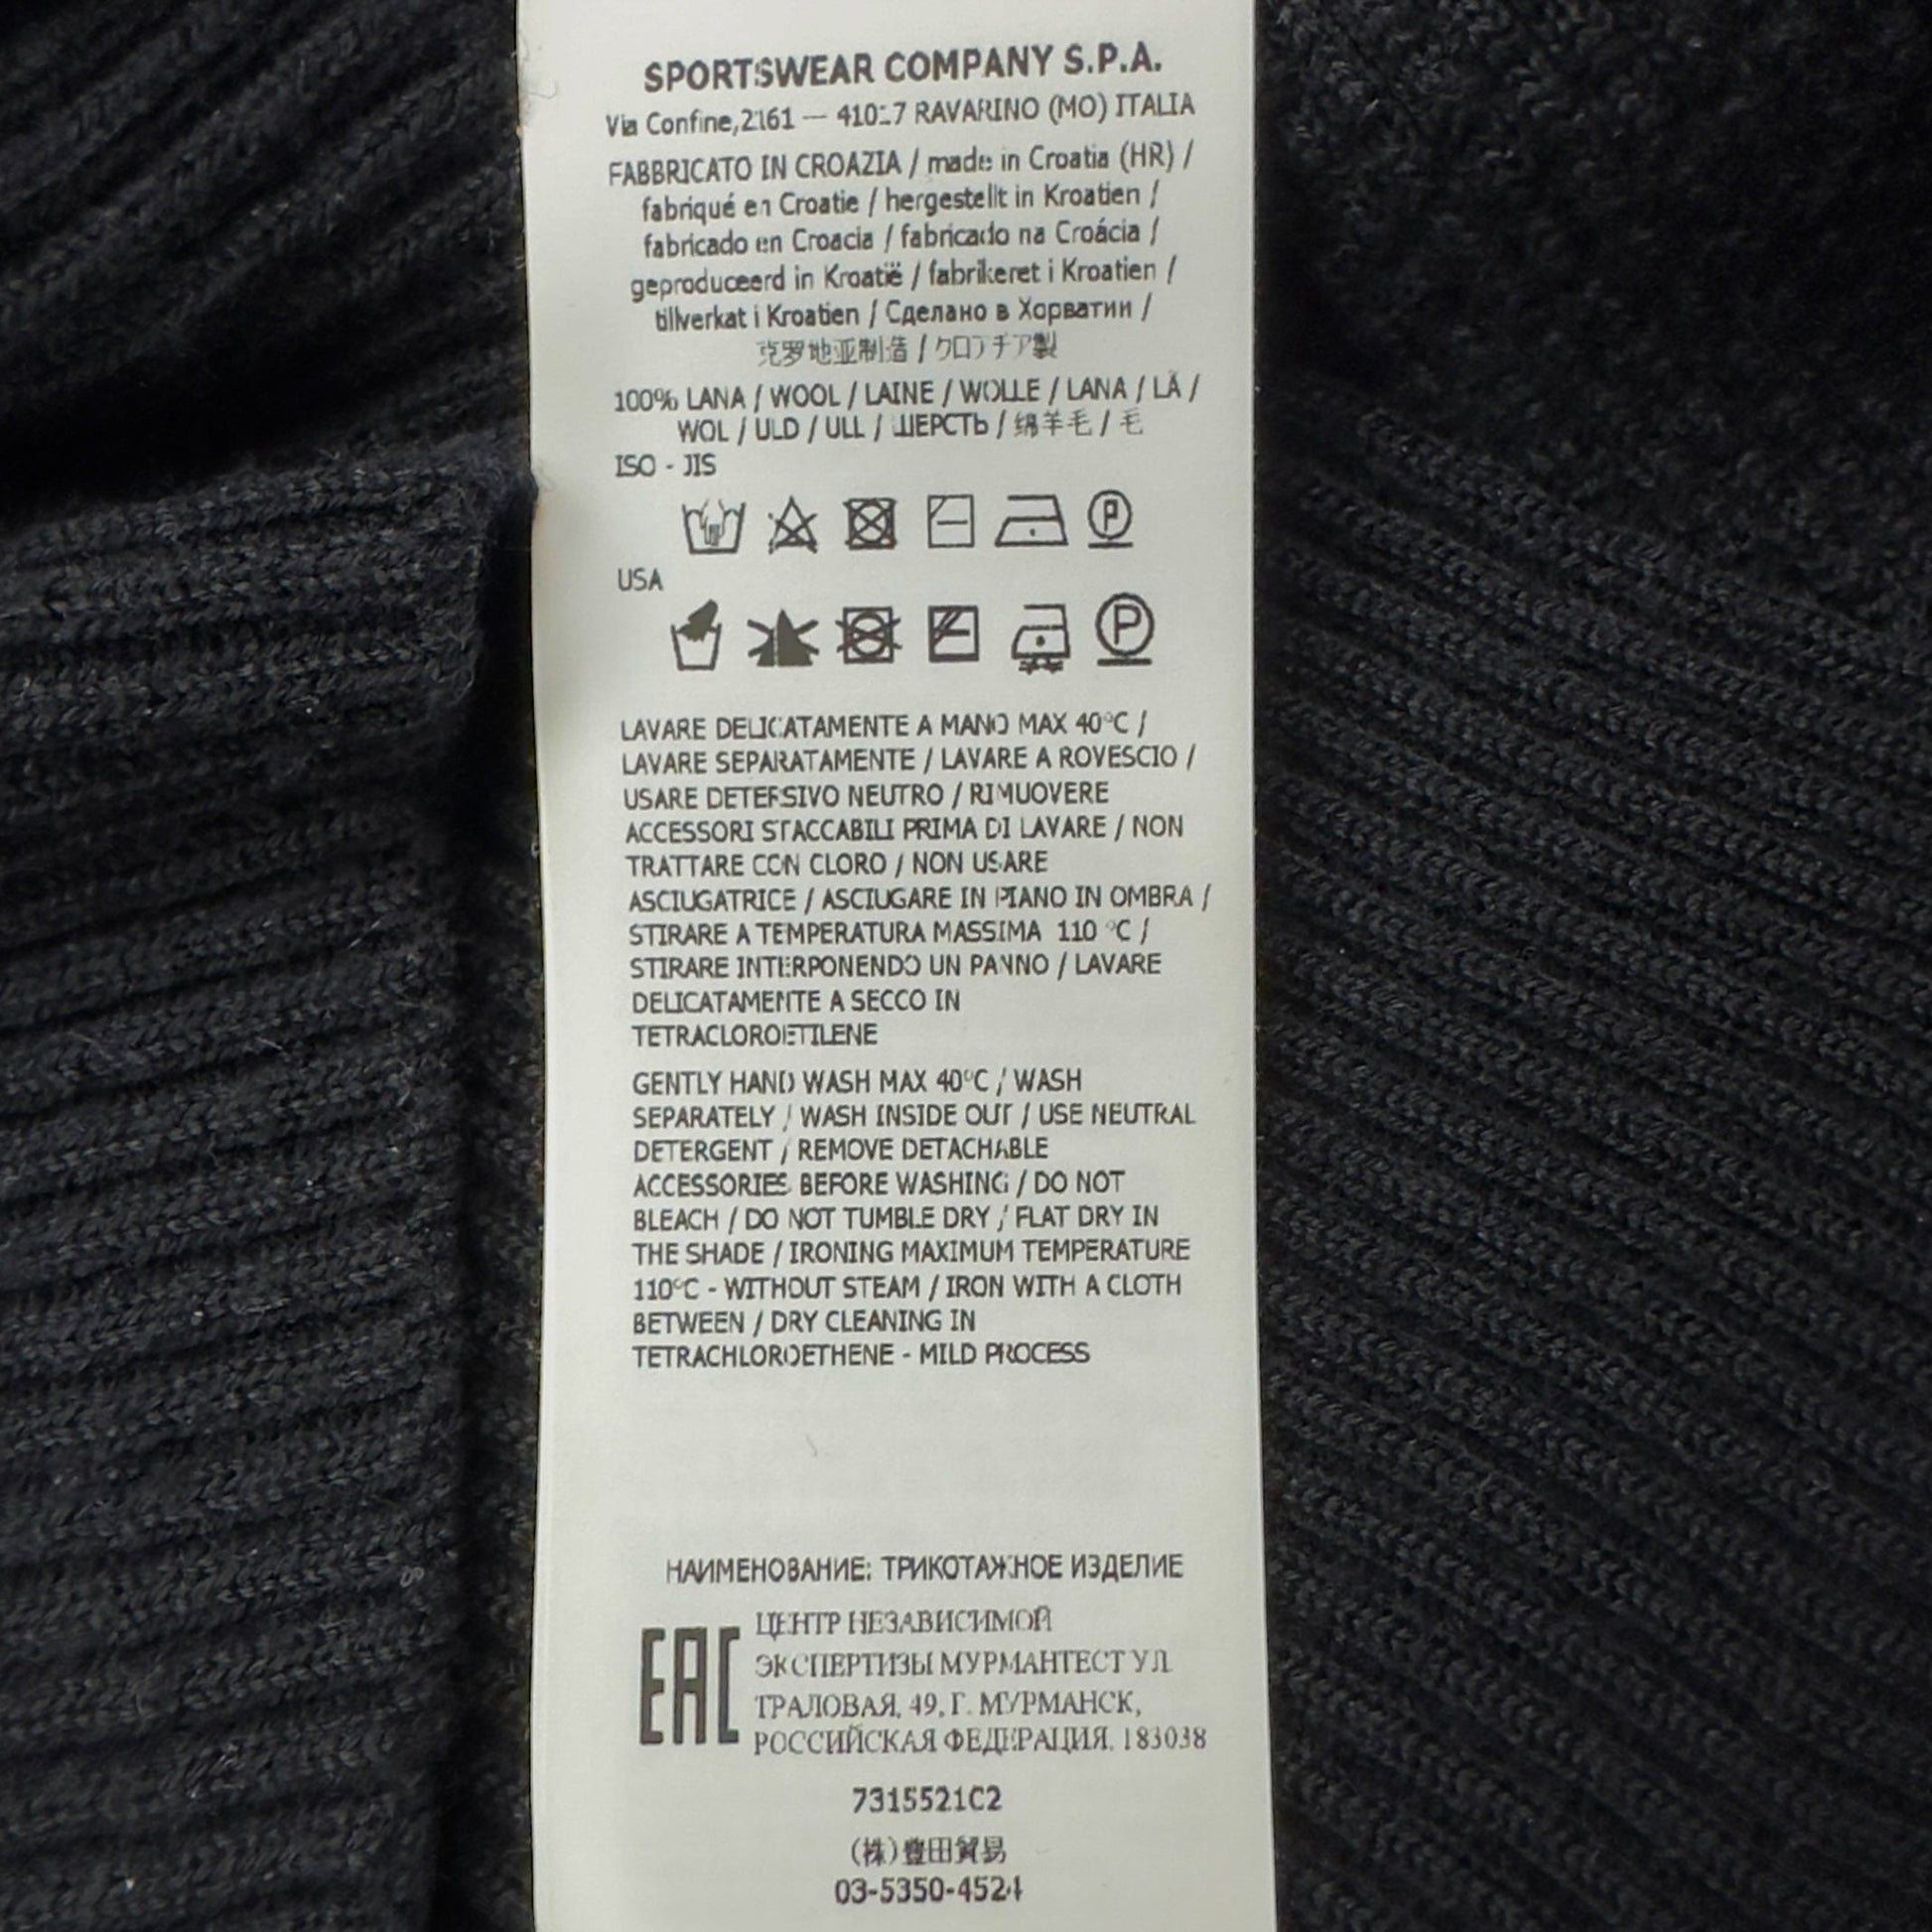 SPORTSWEAR COMPANY S.P.A.
Via Confine,2161 — 41017 RAVARINO (MO) ITALIA
FABBRICATO IN CROAZIA / made in Croatia (HR) /
fabriqué en Croatie / hergestellt in Kroatien /
fabricado en Croacia / fabricado na Croácia /
geproduceerd in Kroatië / fabrikeret i Kroatien /
tillverkat i Kroatien / Сделано в Хорватии /
克罗地亚制造 / クロアチア製
100% LANA / WOOL / LAINE / WOLLE / LANA / LÃ /
WOL / ULD / ULL / ШЕРСТЬ / 绵羊毛 / 毛
ISO - JIS
P
USA
P
LAVARE DELICATAMENTE A MANO MAX 40°C /
LAVARE SEPARATAMENTE / LAVARE A ROVESCIO /
USARE DETERSIVO NEUTRO / RIMUOVERE
ACCESSORI STACCABILI PRIMA DI LAVARE / NON
TRATTARE CON CLORO / NON USARE
ASCIUGATRICE / ASCIUGARE IN PIANO IN OMBRA /
STIRARE A TEMPERATURA MASSIMA 110 °C /
STIRARE INTERPONENDO UN PANNO / LAVARE
DELICATAMENTE A SECCO IN
TETRACLOROETILENE
GENTLY HAND WASH MAX 40°C / WASH
SEPARATELY / WASH INSIDE OUT / USE NEUTRAL
DETERGENT / REMOVE DETACHABLE
ACCESSORIES BEFORE WASHING / DO NOT
BLEACH / DO NOT TUMBLE DRY / FLAT DRY IN
THE SHADE / IRONING MAXIMUM TEMPERATURE
110°C - WITHOUT STEAM / IRON WITH A CLOTH
BETWEEN / DRY CLEANING IN
TETRACHLOROETHENE - MILD PROCESS
НАИМЕНОВАНИЕ: ТРИКОТАЖНОЕ ИЗДЕЛИЕ
EAC
ЦЕНТР НЕЗАВИСИМОЙ
ЭКСПЕРТИЗЫ МУРМАНТЕСТ УЛ.
ТРАЛОВАЯ, 49, Г. МУРМАНСК,
РОССИЙСКАЯ ФЕДЕРАЦИЯ, 183038
7315521C2
(株)豊田貿易
03-5350-4524